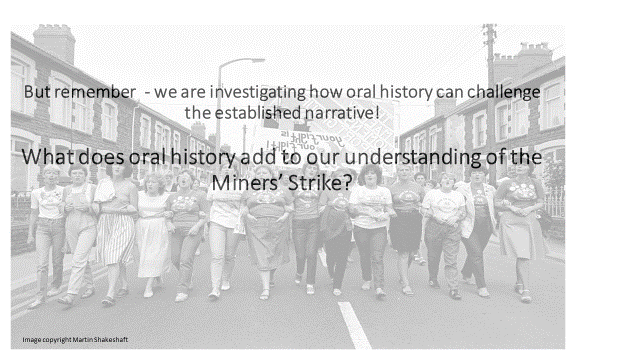 But remember  - we are investigating how oral history can challenge
the established narrative!
What does oral history add to our understanding of the
Miners’ Strike?
Image copyright Martin Shakeshaft